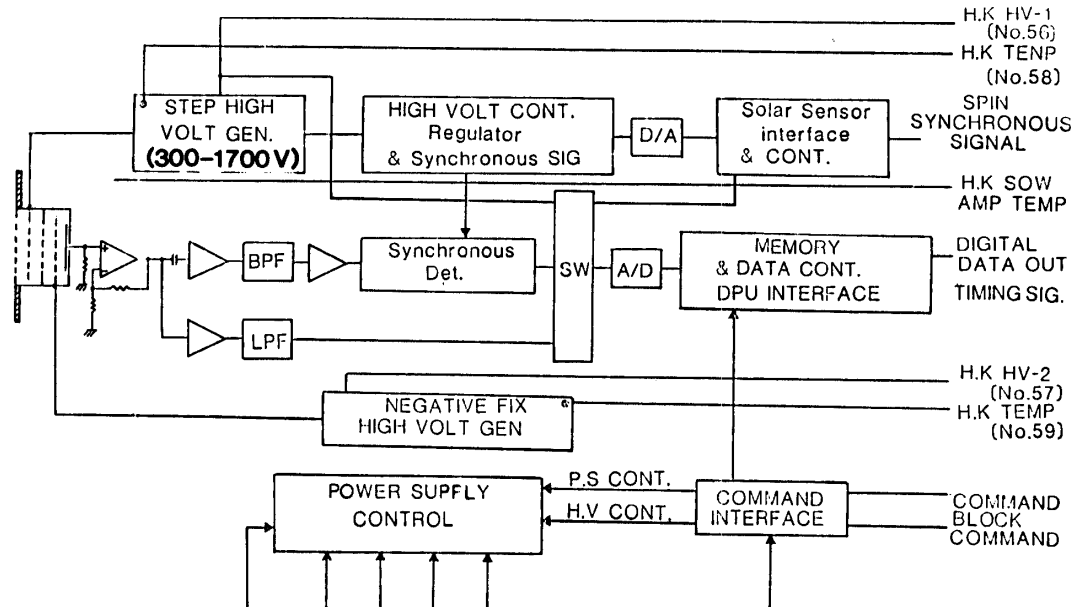 H.K HV-1
(No.56)
H.K TENP
(No.58)
STEP HIGH
VOLT GEN.
(300-1700V)
HIGH VOLT CONT.
Regulator
& Synchronous SIG
D/A
Solar Sensor
interface
& CONT.
SPIN
SYNCHRONOUS
SIGNAL
H.K SOW
AMP TEMP
BPF
Synchronous
Det.
SW
A/D
MEMORY
& DATA CONT.
DPU INTERFACE
DIGITAL
DATA OUT
TIMING SIG.
LPF
H.K HV-2
(No.57)
NEGATIVE FIX
HIGH VOLT GEN
H.K TEMP
(No.59)
POWER SUPFLY
CONTROL
P.S CONT.
H.V CONT.
COMMAND
INTERFACE
COMMAND
BLOCK
COMMAND